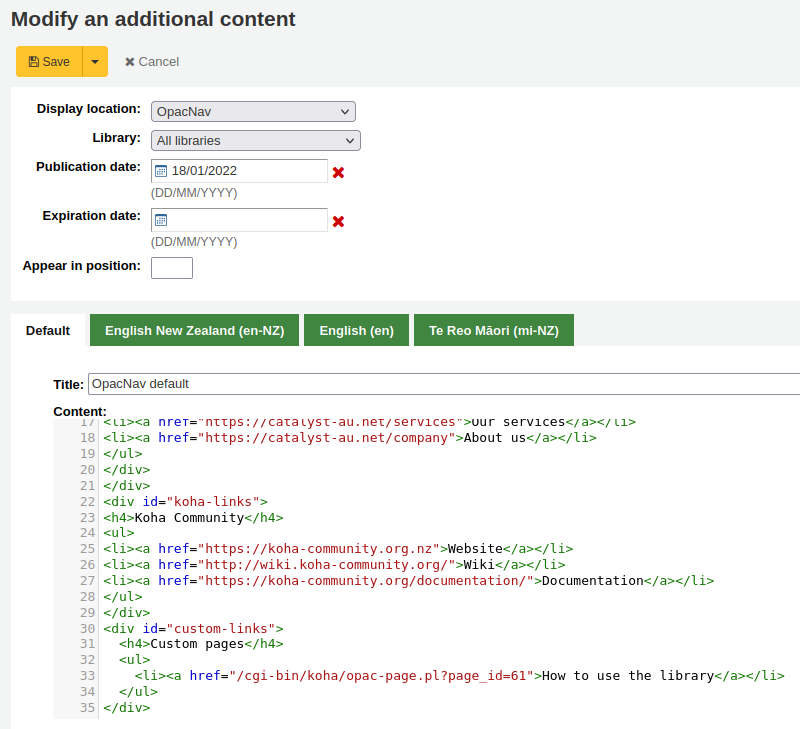 Modify an additional content
Save
Cancel
Display location: OpacNav
Library: All libraries
Publication date: 18/01/2022
(DD/MM/YYYY)
Expiration date:
(DD/MM/YYYY)
Appear in position:
Default English New Zealand (en-NZ) English (en) Te Reo Māori (mi-NZ)
Title: OpacNav default
Content:
17 <li><a href="https://catalyst-au.net/services">Our services</a></li>
18 <li><a href="https://catalyst-au.net/company">About us</a></li>
19 </ul>
20 </div>
21 </div>
22 <div id="koha-links">
23 <h4>Koha Community</h4>
24 <ul>
25 <li><a href="https://koha-community.org.nz">Website</a></li>
26 <li><a href="http://wiki.koha-community.org/">Wiki</a></li>
27 <li><a href="https://koha-community.org/documentation/">Documentation</a></li>
28 </ul>
29 </div>
30 <div id="custom-links">
31 <h4>Custom pages</h4>
32 <ul>
33 <li><a href="/cgi-bin/koha/opac-page.pl?page_id=61">How to use the library</a></li>
34 </ul>
35 </div>